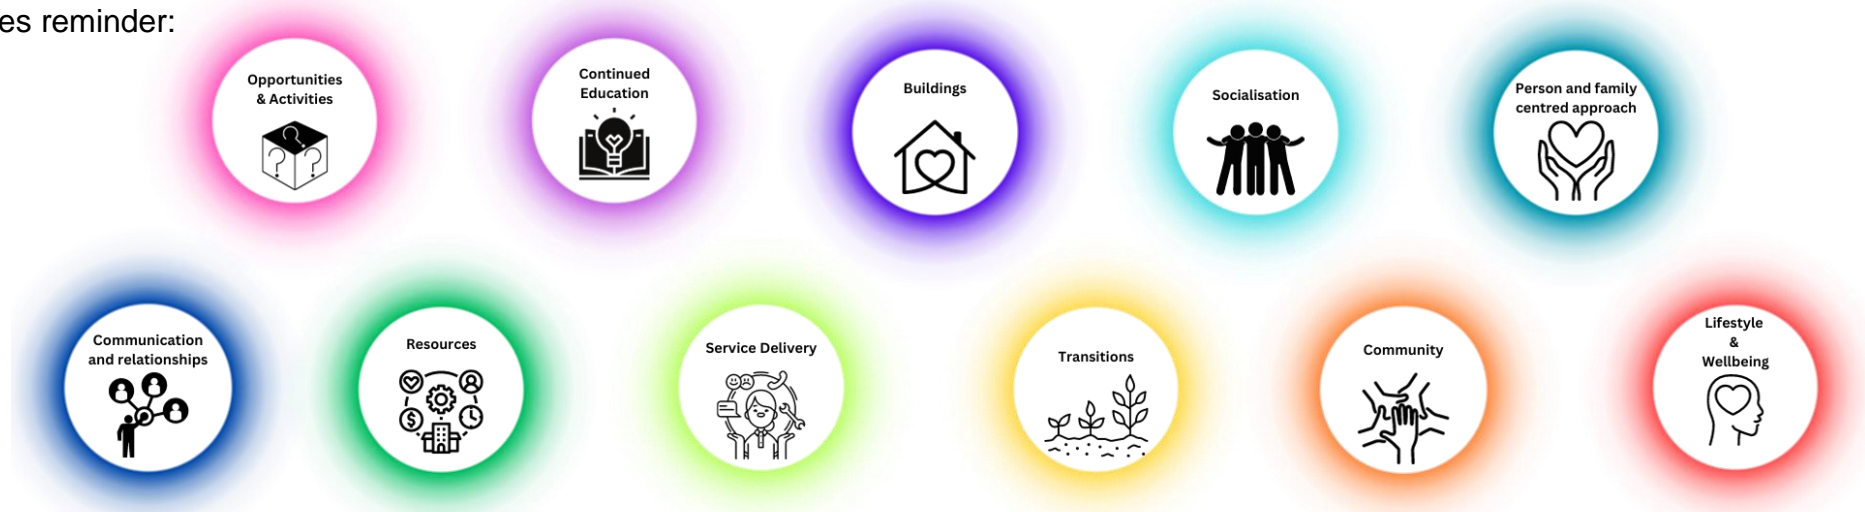 es reminder:
Opportunities
& Activities
Continued
Education
Buildings
Socialisation
Person and family
centred approach
Communication
and relationships
Resources
Service Delivery
Transitions
Community
Lifestyle
&
Wellbeing